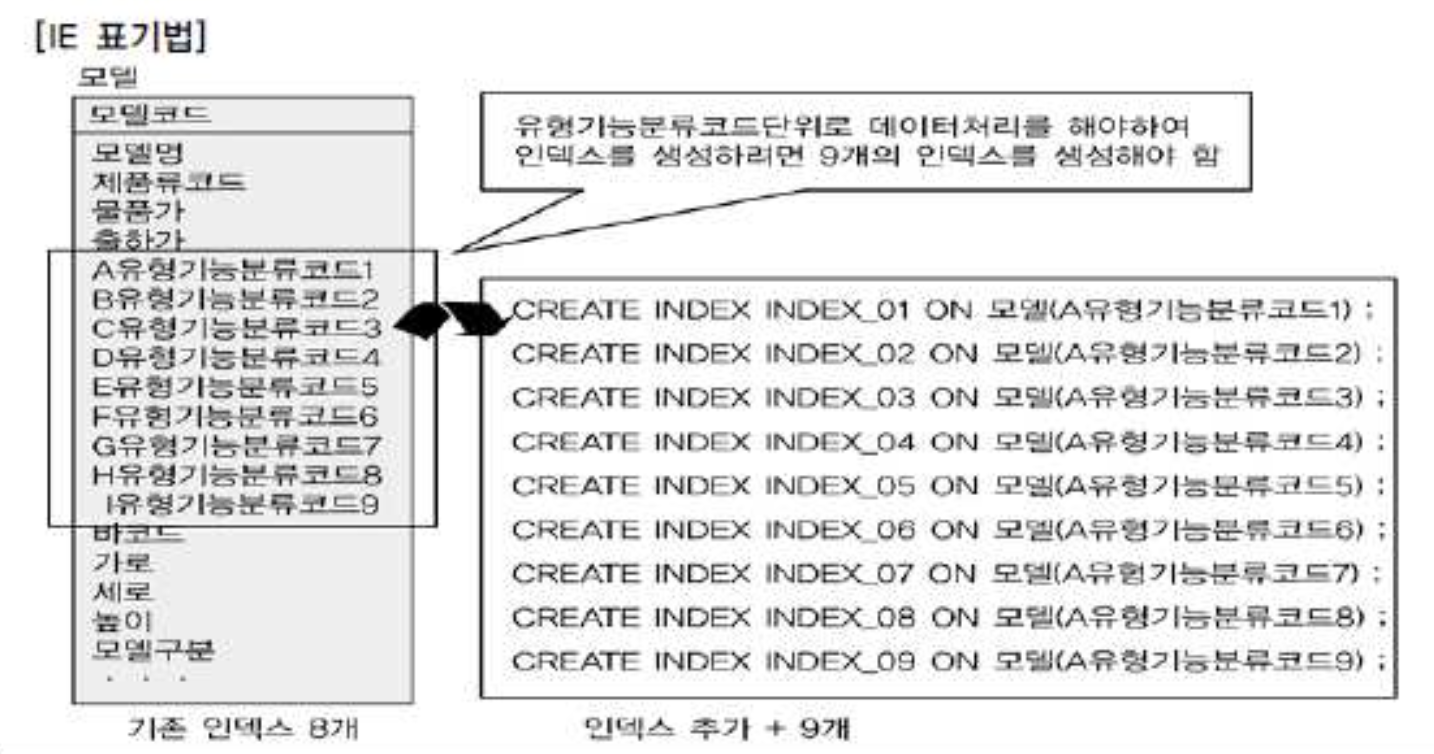 [IE 표기법]
모델
모델코드
모델명
제품류코드
물품가
출하가
A유형기능분류코드1
B유형기능분류코드2
C유형기능분류코드3
D유형기능분류코드4
E유형기능분류코드5
F유형기능분류코드6
G유형기능분류코드7
H유형기능분류코드8
I유형기능분류코드9
바코드
가로
세로
높이
모델구분
. . .
기존 인덱스 8개
유형기능분류코드단위로 데이터처리를 해야하여
인덱스를 생성하려면 9개의 인덱스를 생성해야 함
CREATE INDEX INDEX_01 ON 모델(A유형기능분류코드1) ;
CREATE INDEX INDEX_02 ON 모델(A유형기능분류코드2) ;
CREATE INDEX INDEX_03 ON 모델(A유형기능분류코드3) ;
CREATE INDEX INDEX_04 ON 모델(A유형기능분류코드4) ;
CREATE INDEX INDEX_05 ON 모델(A유형기능분류코드5) ;
CREATE INDEX INDEX_06 ON 모델(A유형기능분류코드6) ;
CREATE INDEX INDEX_07 ON 모델(A유형기능분류코드7) ;
CREATE INDEX INDEX_08 ON 모델(A유형기능분류코드8) ;
CREATE INDEX INDEX_09 ON 모델(A유형기능분류코드9) ;
인덱스 추가 + 9개